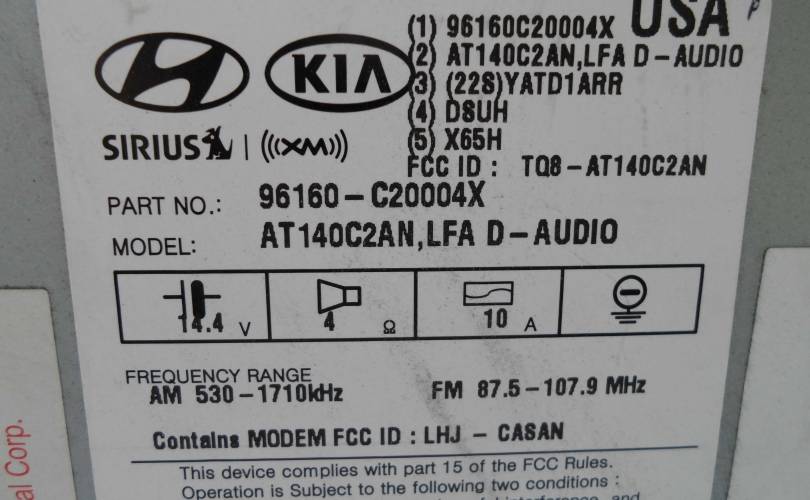 USA
(1) 96160C20004X
(2) AT140C2AN,LFA D-AUDIO
KIA
(3) (22S)YATD1ARR
(4) D8UH
(5) X65H
SIRIUS | ((XM))
FCC ID : TQ8-AT140C2AN
PART NO.: 96160-C20004X
MODEL: AT140C2AN,LFA D-AUDIO
14.4 V 4 Ω 10 A
FREQUENCY RANGE
AM 530-1710kHz FM 87.5-107.9 MHz
Contains MODEM FCC ID : LHJ - CASAN
This device complies with part 15 of the FCC Rules.
Operation is Subject to the following two conditions :
al Corp.